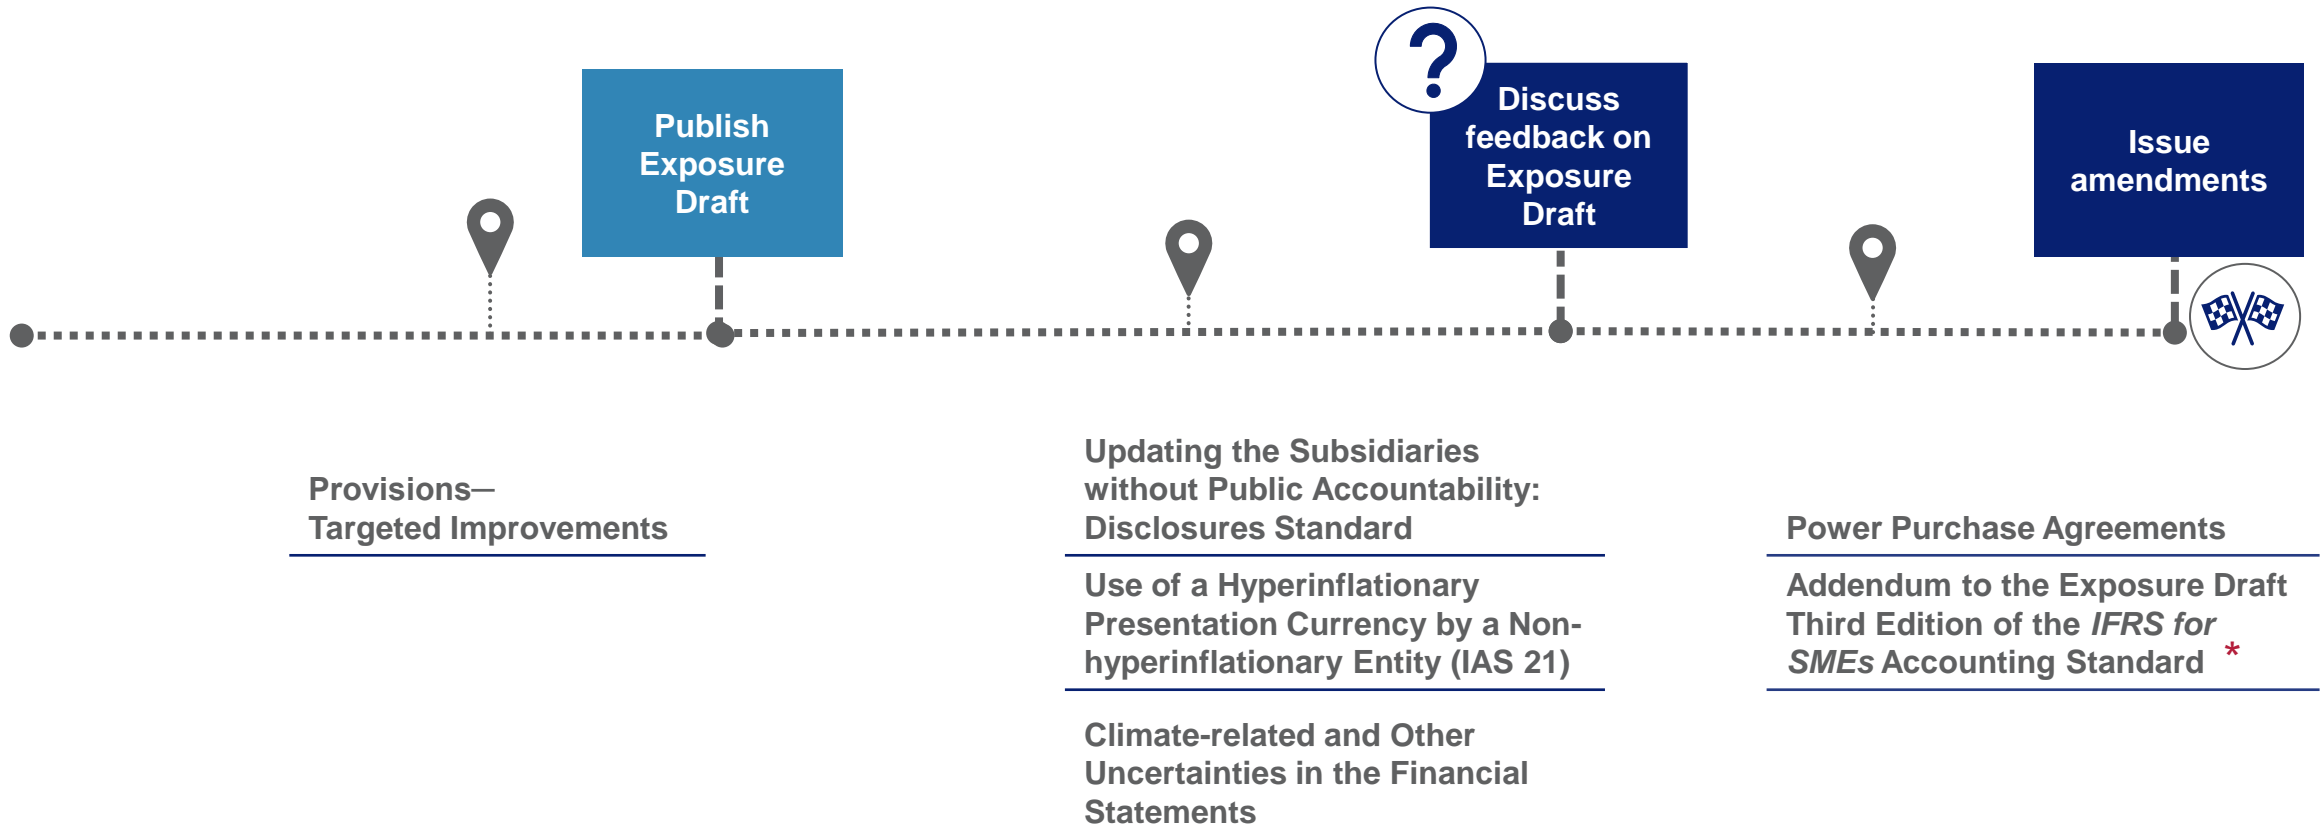 Publish
Exposure
Draft
?
Discuss
feedback on
Exposure
Draft
Issue
amendments
Provisions—
Targeted Improvements
Updating the Subsidiaries
without Public Accountability:
Disclosures Standard
Use of a Hyperinflationary
Presentation Currency by a Non-
hyperinflationary Entity (IAS 21)
Climate-related and Other
Uncertainties in the Financial
Statements
Power Purchase Agreements
Addendum to the Exposure Draft
Third Edition of the IFRS for
SMEs Accounting Standard *